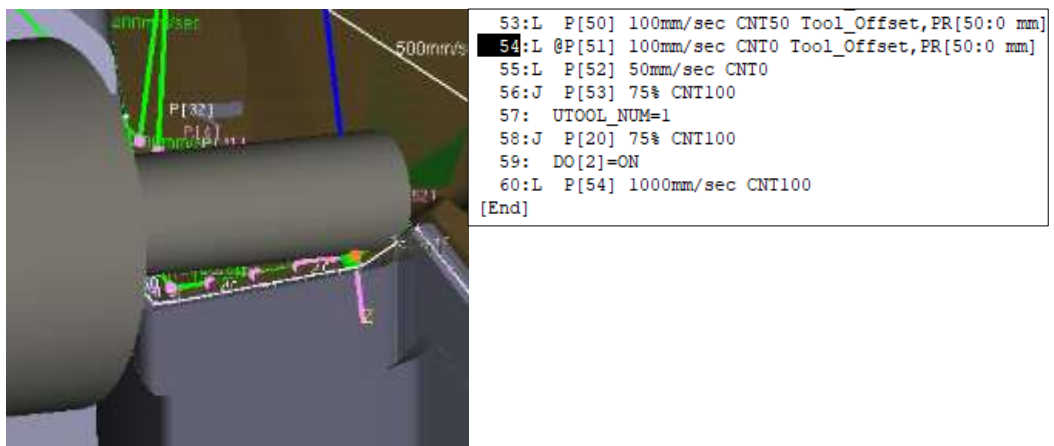 500mm/s
P[32]
P[4]
Z
53:L P[50] 100mm/sec CNT50 Tool_Offset,PR[50:0 mm]
54:L @P[51] 100mm/sec CNT0 Tool_Offset,PR[50:0 mm]
55:L P[52] 50mm/sec CNT0
56:J P[53] 75% CNT100
57: UTOOL_NUM=1
58:J P[20] 75% CNT100
59: DO[2]=ON
60:L P[54] 1000mm/sec CNT100
[End]